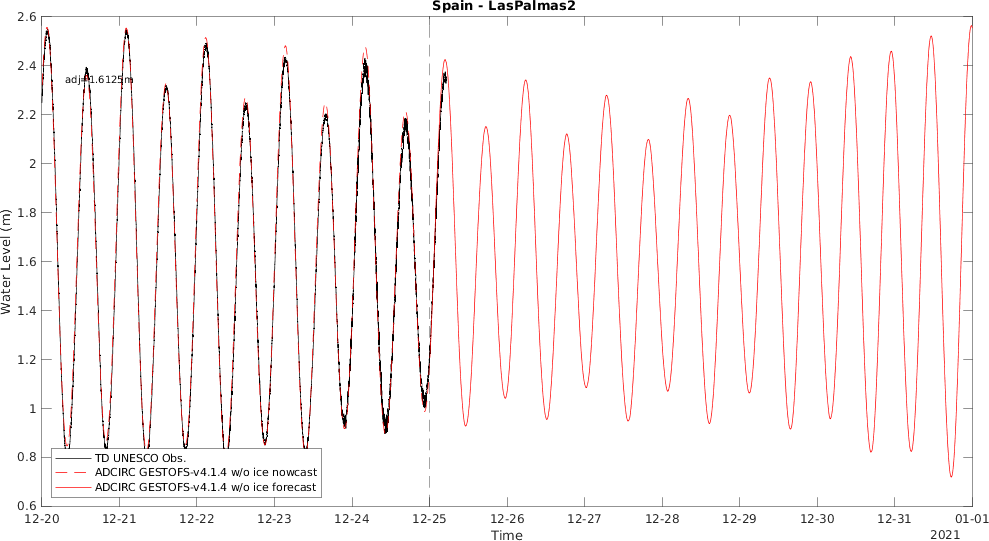 Spain - LasPalmas2
2.6
2.4
adj=1.6125m
2.2
2
1.8
Water Level (m)
1.6
1.4
1.2
1
0.8
0.6
TD UNESCO Obs.
ADCIRC GESTOFS-v4.1.4 w/o ice nowcast
ADCIRC GESTOFS-v4.1.4 w/o ice forecast
12-20 12-21 12-22 12-23 12-24 12-25 12-26 12-27 12-28 12-29 12-30 12-31 01-01
Time
2021